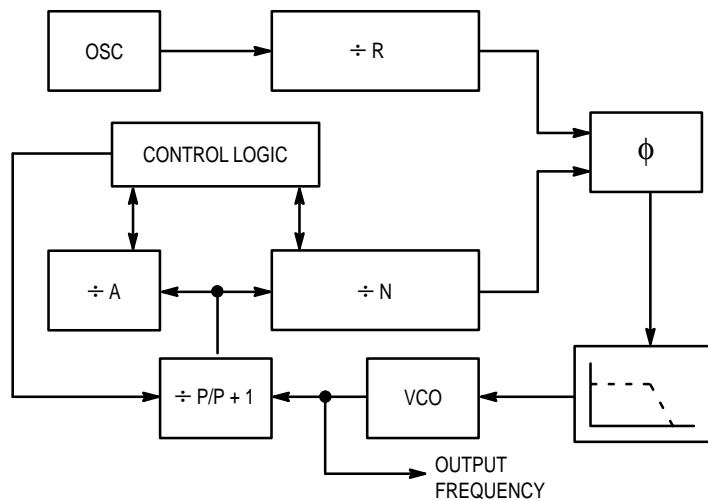 OSC
÷ R
CONTROL LOGIC
ϕ
÷ A
÷ N
÷ P/P + 1
VCO
OUTPUT
FREQUENCY